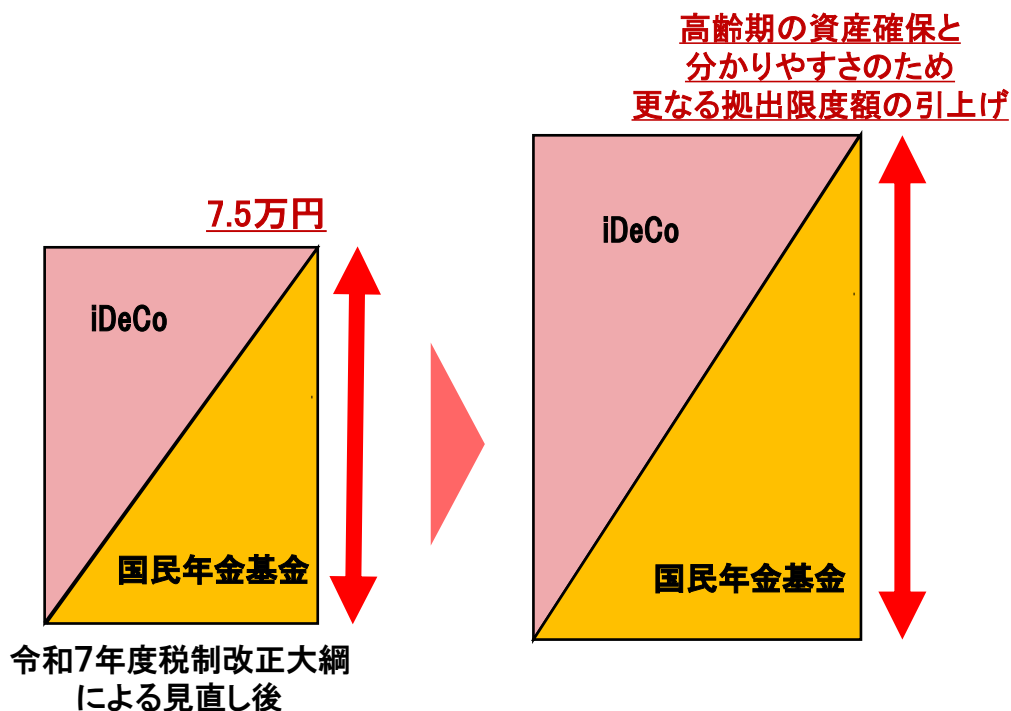 高齢期の資産確保と
分かりやすさのため
更なる拠出限度額の引上げ
7.5万円
iDeCo
国民年金基金
令和7年度税制改正大綱
による見直し後
iDeCo
国民年金基金